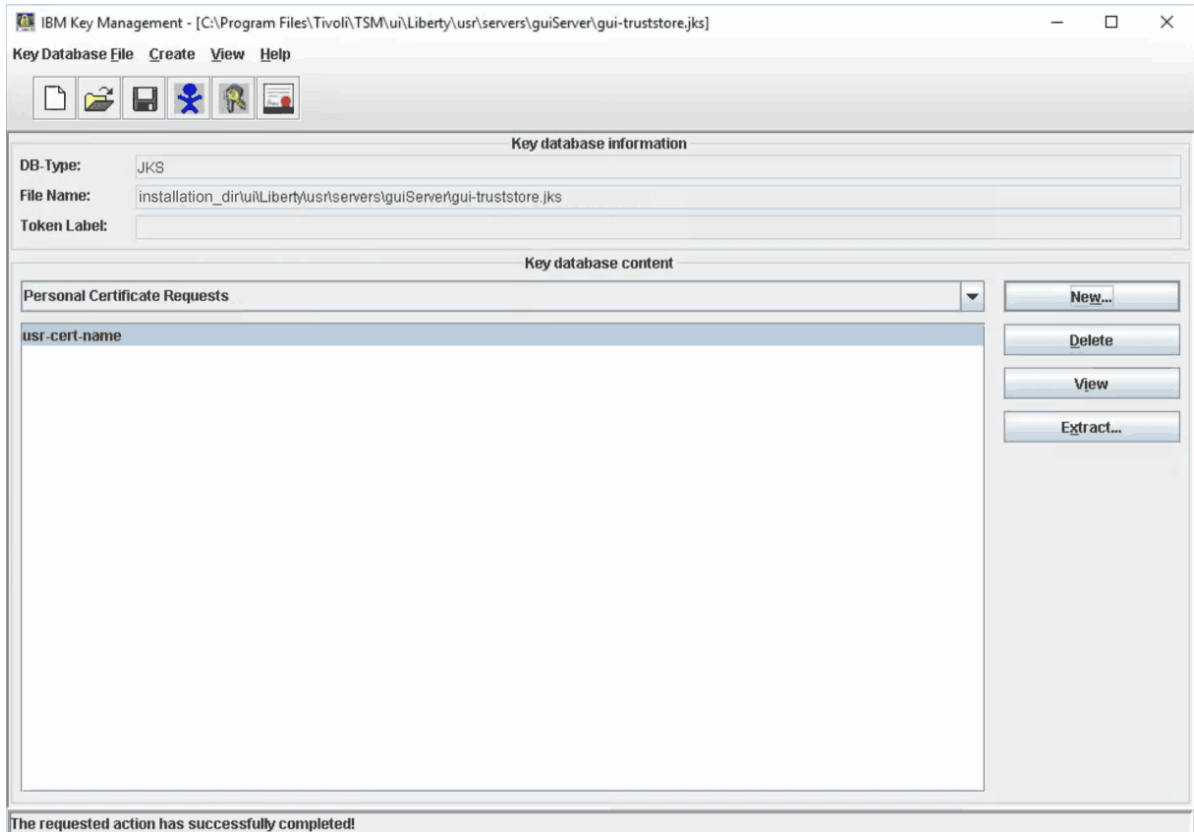 IBM Key Management - [C:\Program Files\Tivoli\TSM\ui\Liberty\usr\servers\guiServer\gui-truststore.jks]
Key Database File Create View Help
Key database information
DB-Type: JKS
File Name: installation_dir\ui\Liberty\usr\servers\guiServer\gui-truststore.jks
Token Label:
Key database content
Personal Certificate Requests
New...
usr-cert-name
Delete
View
Extract...
The requested action has successfully completed!